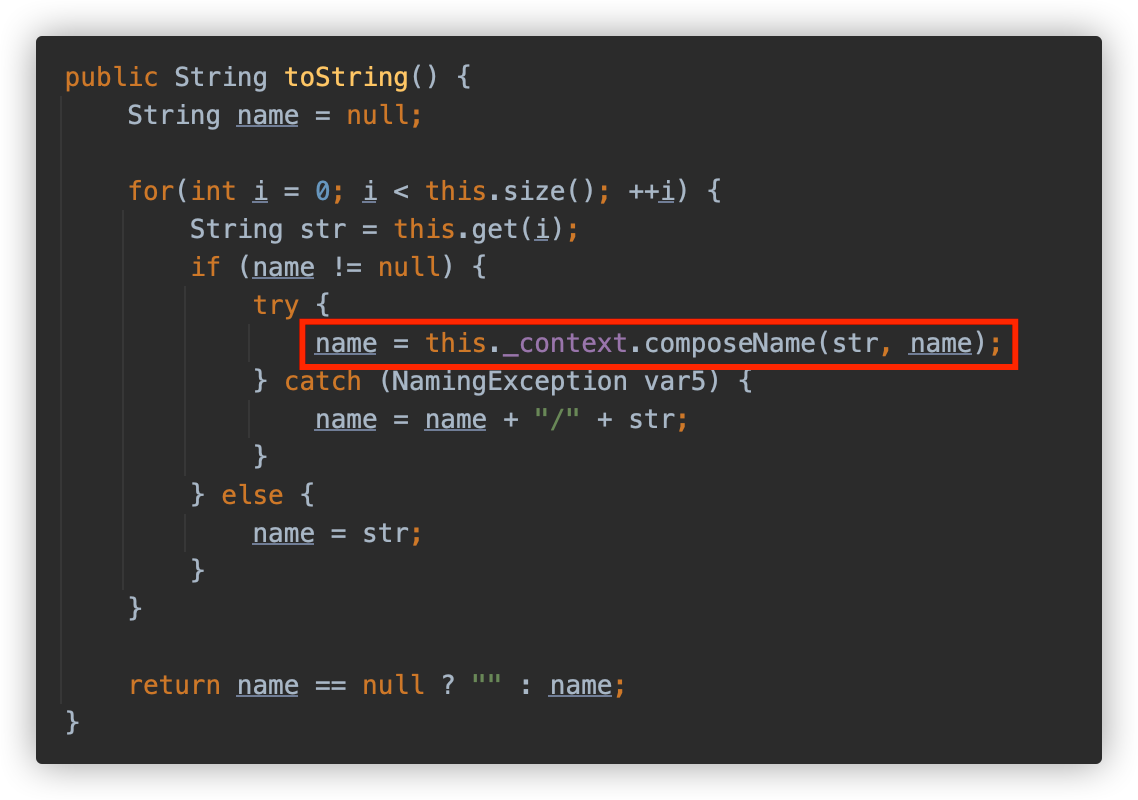 public String toString() {
    String name = null;

    for(int i = 0; i < this.size(); ++i) {
        String str = this.get(i);
        if (name != null) {
            try {
                name = this._context.composeName(str, name);
            } catch (NamingException var5) {
                name = name + "/" + str;
            }
        } else {
            name = str;
        }
    }

    return name == null ? "" : name;
}